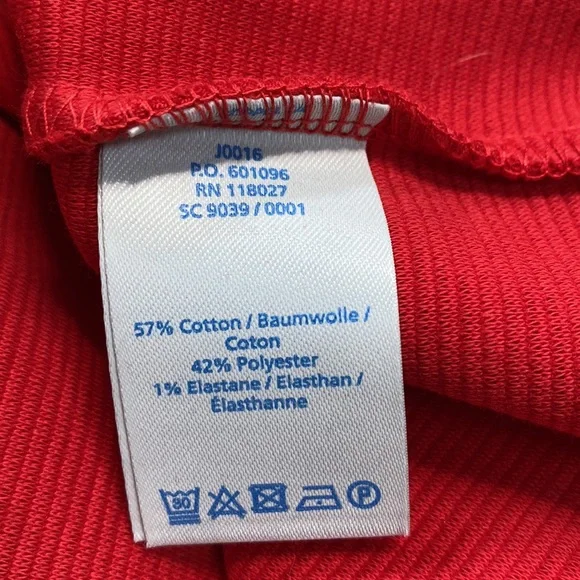 J0016
P.O. 601096
RN 118027
SC 9039 / 0001
57% Cotton / Baumwolle /
Coton
42% Polyester
1% Elastane / Elasthan /
Élasthanne
P